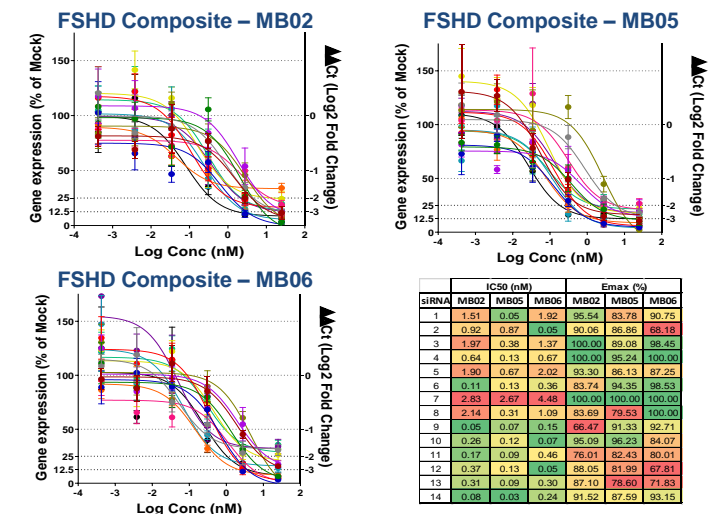 FSHD Composite – MB02
Gene expression (% of Mock)
150
100
50
25
12.5
0
0
-1
-2
-3
ΔΔCt (Log2 Fold Change)
-4 -3 -2 -1 0 1 2
Log Conc (nM)
FSHD Composite – MB05
Gene expression (% of Mock)
150
100
50
25
12.5
0
0
-1
-2
-3
ΔΔCt (Log2 Fold Change)
-4 -3 -2 -1 0 1 2
Log Conc (nM)
FSHD Composite – MB06
Gene expression (% of Mock)
150
100
50
25
12.5
0
0
-1
-2
-3
ΔΔCt (Log2 Fold Change)
-4 -3 -2 -1 0 1 2
Log Conc (nM)
IC50 (nM) Emax (%)
siRNA MB02 MB05 MB06 MB02 MB05 MB06
1 1.51 0.05 1.92 95.54 83.78 90.75
2 0.92 0.87 0.05 90.06 86.86 68.18
3 1.97 0.38 1.37 100.00 89.08 98.45
4 0.64 0.13 0.67 100.00 95.24 100.00
5 1.90 0.67 2.02 93.30 86.13 87.25
6 0.11 0.13 0.36 83.74 94.35 98.53
7 2.83 2.67 4.48 100.00 100.00 100.00
8 2.14 0.31 1.09 83.69 79.53 100.00
9 0.05 0.07 0.15 66.47 91.33 92.71
10 0.26 0.12 0.07 95.09 96.23 84.07
11 0.17 0.09 0.46 76.01 82.43 80.01
12 0.37 0.13 0.05 88.05 81.99 67.81
13 0.31 0.09 0.30 87.10 78.60 71.83
14 0.08 0.03 0.24 91.52 87.59 93.15